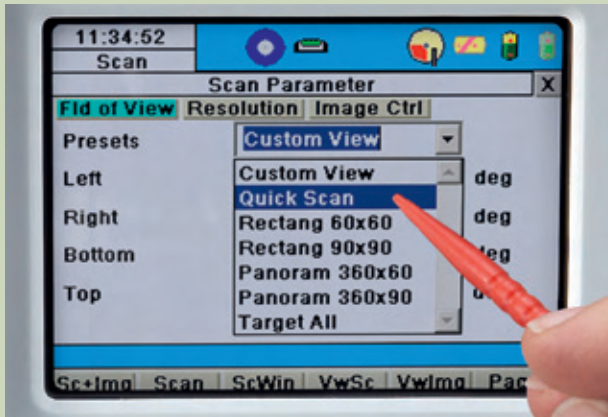 11:34:52
Scan
Scan Parameter X
Fld of View Resolution Image Ctrl
Presets Custom View
Left Custom View deg
Quick Scan
Right Rectang 60x60 deg
Bottom Rectang 90x90 deg
Panoram 360x60
Top Panoram 360x90
Target All
Sc+Img Scan ScWin VwSc VwImg